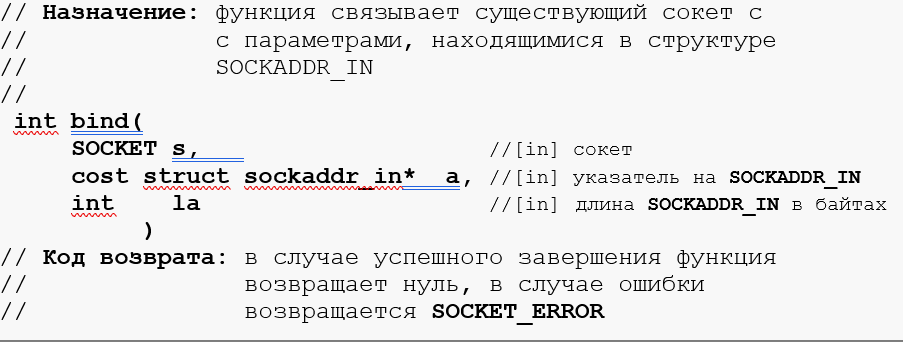 // Назначение: функция связывает существующий сокет с
// с параметрами, находящимися в структуре
// SOCKADDR_IN
//
int bind(
SOCKET s, //[in] сокет
cost struct sockaddr_in* a, //[in] указатель на SOCKADDR_IN
int la //[in] длина SOCKADDR_IN в байтах
)
// Код возврата: в случае успешного завершения функция
// возвращает нуль, в случае ошибки
// возвращается SOCKET_ERROR